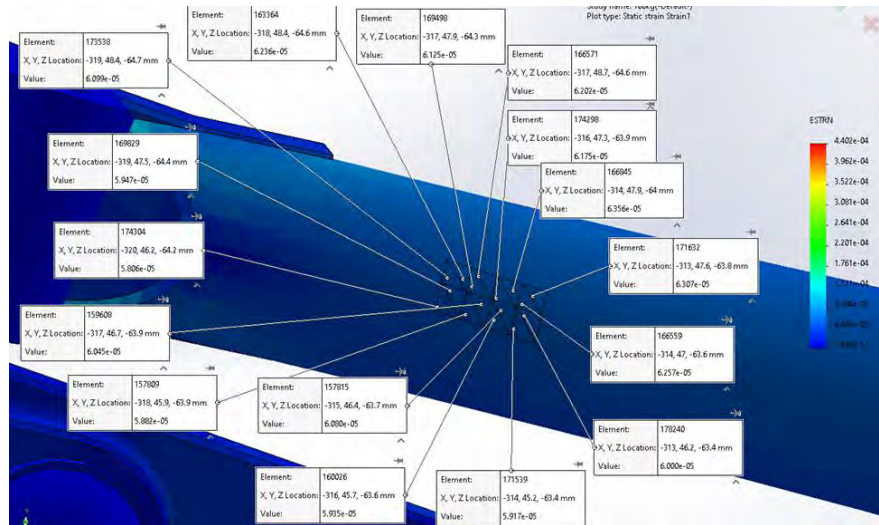 Plot type: Static strain Strain1
Element: 163364
X, Y, Z Location: -318, 48.4, -64.6 mm
Value: 6.236e-05
Element: 169498
X, Y, Z Location: -317, 47.9, -64.3 mm
Value: 6.125e-05
Element: 173538
X, Y, Z Location: -319, 48.4, -64.7 mm
Value: 6.099e-05
Element: 166571
X, Y, Z Location: -317, 48.7, -64.6 mm
Value: 6.202e-05
Element: 174298
X, Y, Z Location: -316, 47.3, -63.9 mm
Value: 6.175e-05
Element: 169829
X, Y, Z Location: -319, 47.5, -64.4 mm
Value: 5.947e-05
Element: 166845
X, Y, Z Location: -314, 47.9, -64 mm
Value: 6.356e-05
Element: 174304
X, Y, Z Location: -320, 46.2, -64.2 mm
Value: 5.806e-05
Element: 171632
X, Y, Z Location: -313, 47.6, -63.8 mm
Value: 6.307e-05
Element: 159608
X, Y, Z Location: -317, 46.7, -63.9 mm
Value: 6.045e-05
Element: 166559
X, Y, Z Location: -314, 47, -63.6 mm
Value: 6.257e-05
Element: 157809
X, Y, Z Location: -318, 45.9, -63.9 mm
Value: 5.882e-05
Element: 157815
X, Y, Z Location: -315, 46.4, -63.7 mm
Value: 6.080e-05
Element: 178240
X, Y, Z Location: -313, 46.2, -63.4 mm
Value: 6.000e-05
Element: 160026
X, Y, Z Location: -316, 45.7, -63.6 mm
Value: 5.935e-05
Element: 171539
X, Y, Z Location: -314, 45.2, -63.4 mm
Value: 5.917e-05
ESTRN
4.402e-04
3.962e-04
3.522e-04
3.081e-04
2.641e-04
2.201e-04
1.761e-04